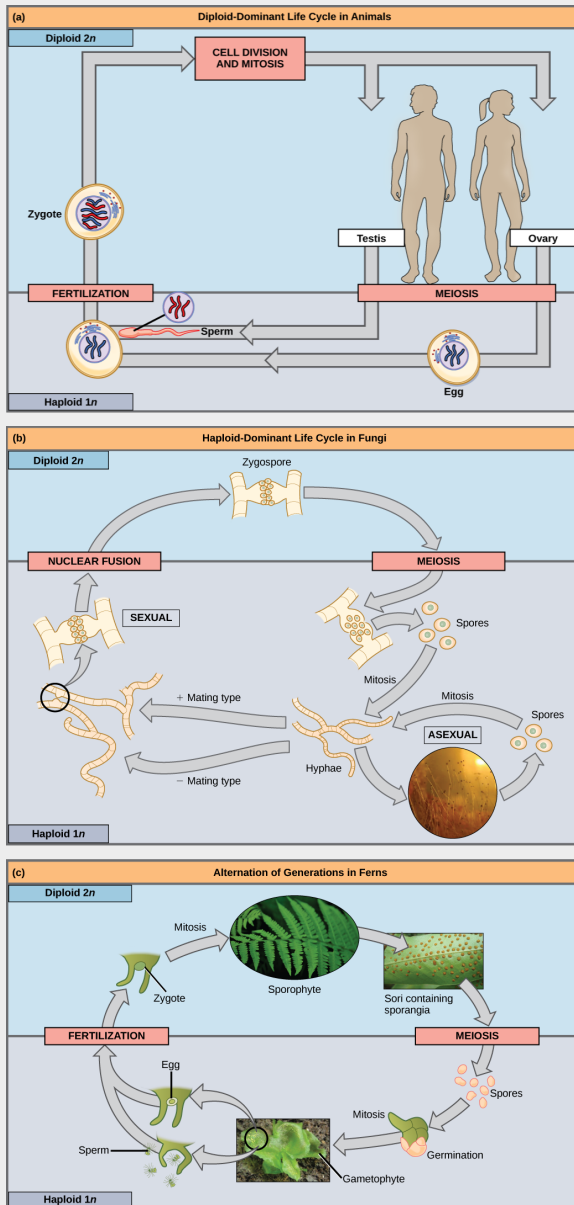 (a) Diploid-Dominant Life Cycle in Animals
Diploid 2n
CELL DIVISION
AND MITOSIS
Zygote
Testis
Ovary
FERTILIZATION
MEIOSIS
Sperm
Egg
Haploid 1n
(b) Haploid-Dominant Life Cycle in Fungi
Diploid 2n
Zygospore
NUCLEAR FUSION
MEIOSIS
SEXUAL
Spores
Mitosis
+ Mating type
Mitosis
Spores
ASEXUAL
Hyphae
− Mating type
Haploid 1n
(c) Alternation of Generations in Ferns
Diploid 2n
Mitosis
Zygote
Sporophyte
Sori containing
sporangia
FERTILIZATION
MEIOSIS
Egg
Spores
Mitosis
Sperm
Germination
Gametophyte
Haploid 1n